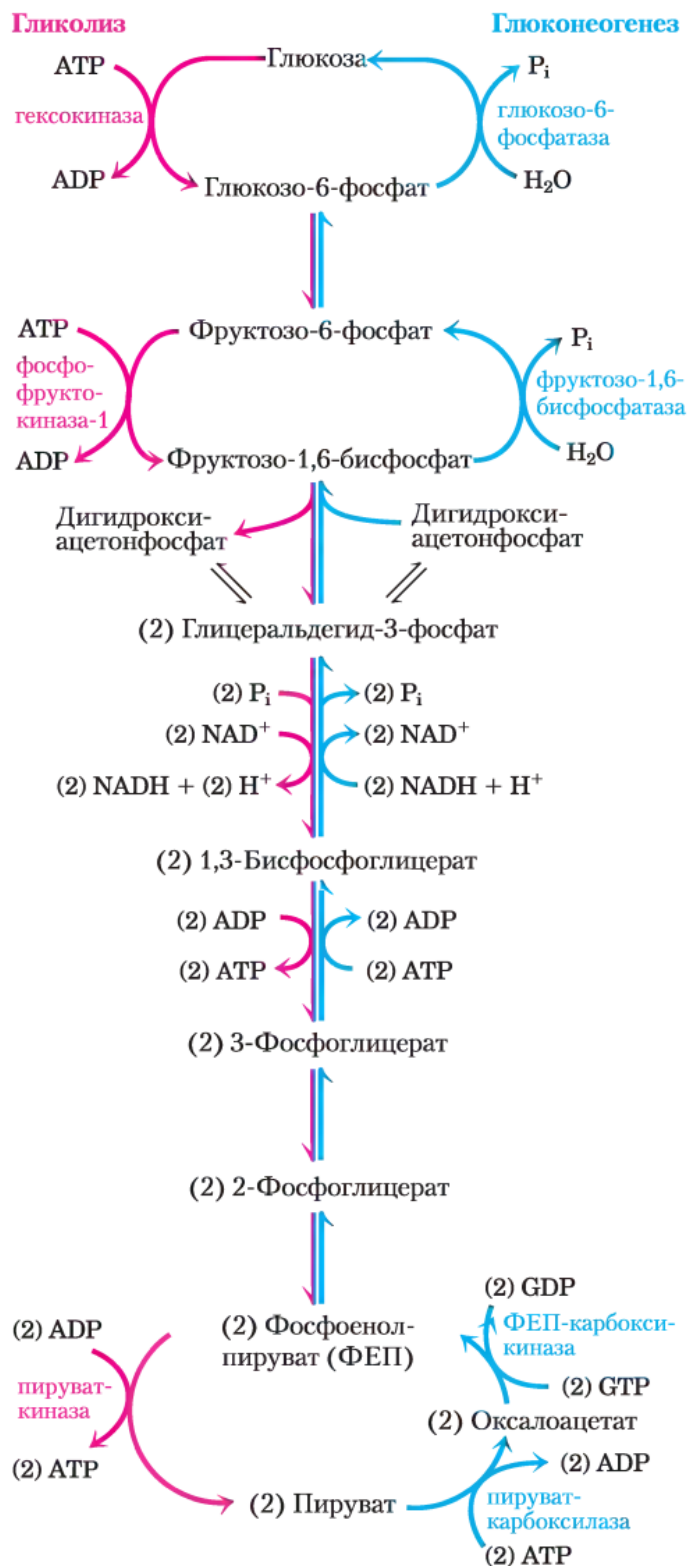 Гликолиз
Глюконеогенез
ATP
Глюкоза
Pi
гексокиназа
глюкозо-6-
фосфатаза
ADP
Глюкозо-6-фосфат
H2O
ATP
Фруктозо-6-фосфат
Pi
фосфо-
фрукто-
киназа-1
фруктозо-1,6-
бисфосфатаза
ADP
Фруктозо-1,6-бисфосфат
H2O
Дигидрокси-
ацетонфосфат
Дигидрокси-
ацетонфосфат
(2) Глицеральдегид-3-фосфат
(2) Pi
(2) Pi
(2) NAD+
(2) NAD+
(2) NADH + (2) H+
(2) NADH + H+
(2) 1,3-Бисфосфоглицерат
(2) ADP
(2) ADP
(2) ATP
(2) ATP
(2) 3-Фосфоглицерат
(2) 2-Фосфоглицерат
(2) GDP
(2) ADP
(2) Фосфоенол-
пируват (ФЕП)
ФЕП-карбокси-
киназа
пируват-
киназа
(2) GTP
(2) Оксалоацетат
(2) ATP
(2) ADP
(2) Пируват
пируват-
карбоксилаза
(2) ATP